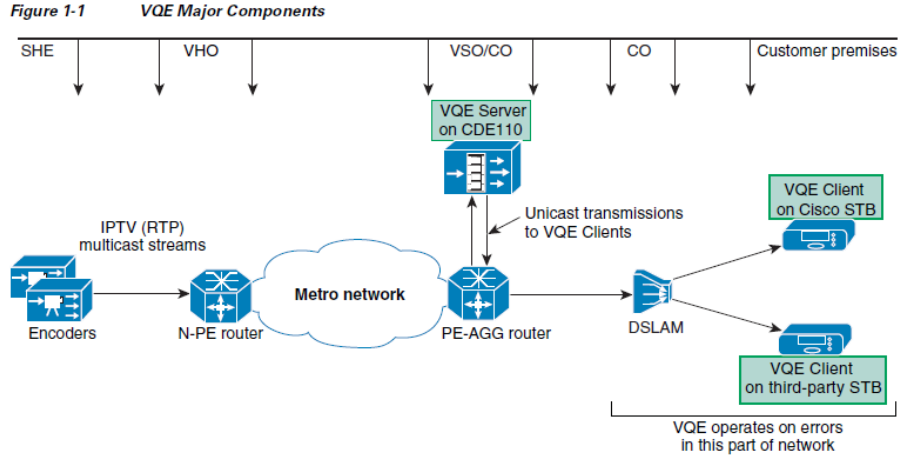 Figure 1-1 VQE Major Components
SHE VHO VSO/CO CO Customer premises
VQE Server
on CDE110
VQE Client
on Cisco STB
Unicast transmissions
to VQE Clients
IPTV (RTP)
multicast streams
Metro network
Encoders N-PE router PE-AGG router DSLAM
VQE Client
on third-party STB
VQE operates on errors
in this part of network